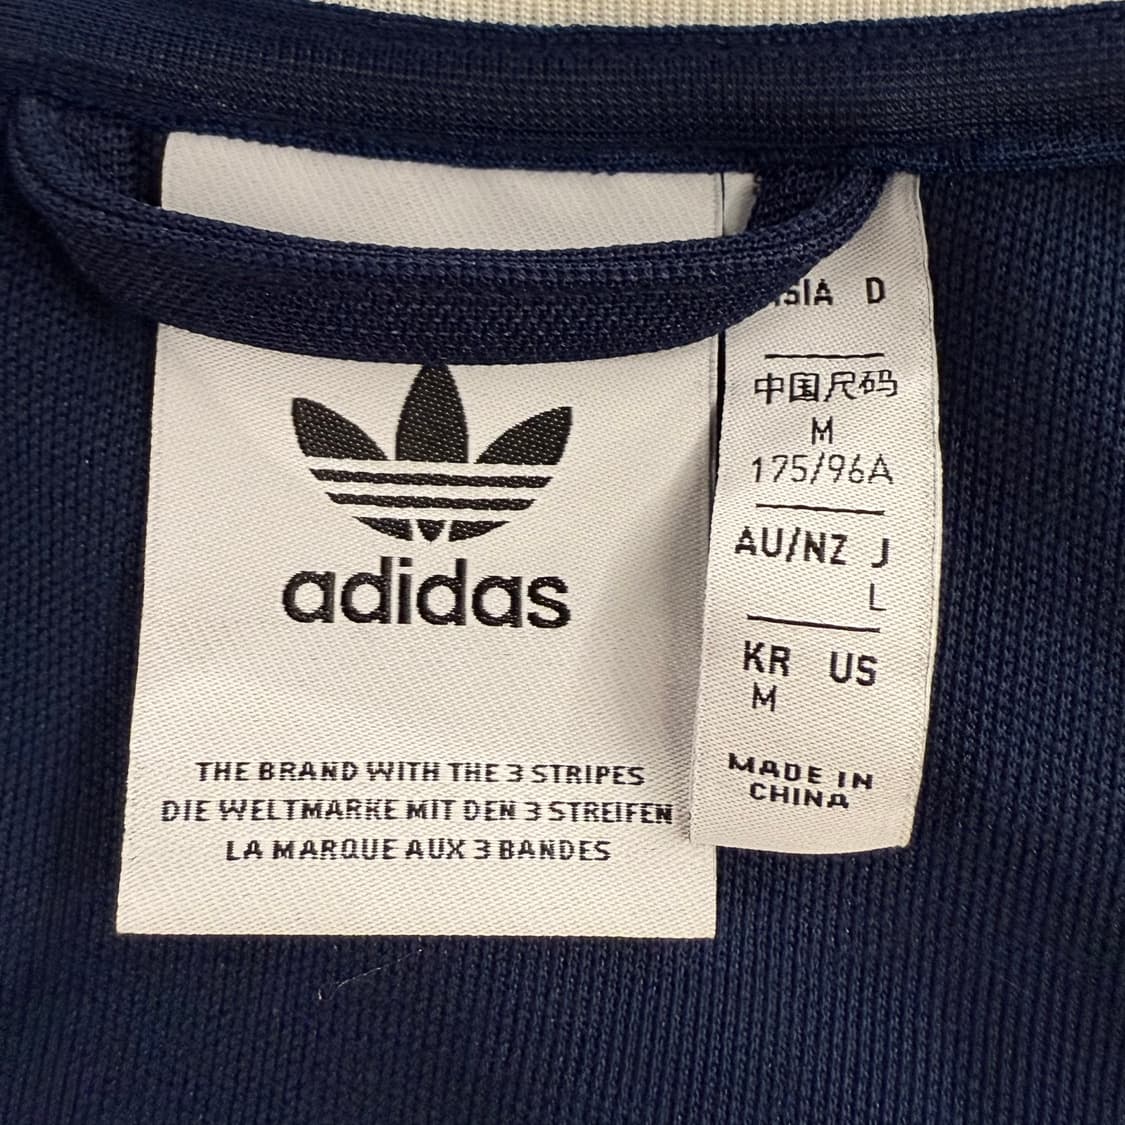 adidas
THE BRAND WITH THE 3 STRIPES
DIE WELTMARKE MIT DEN 3 STREIFEN
LA MARQUE AUX 3 BANDES
D
中国尺码
M
175/96A
AU/NZ J
L
KR US
M
MADE IN
CHINA